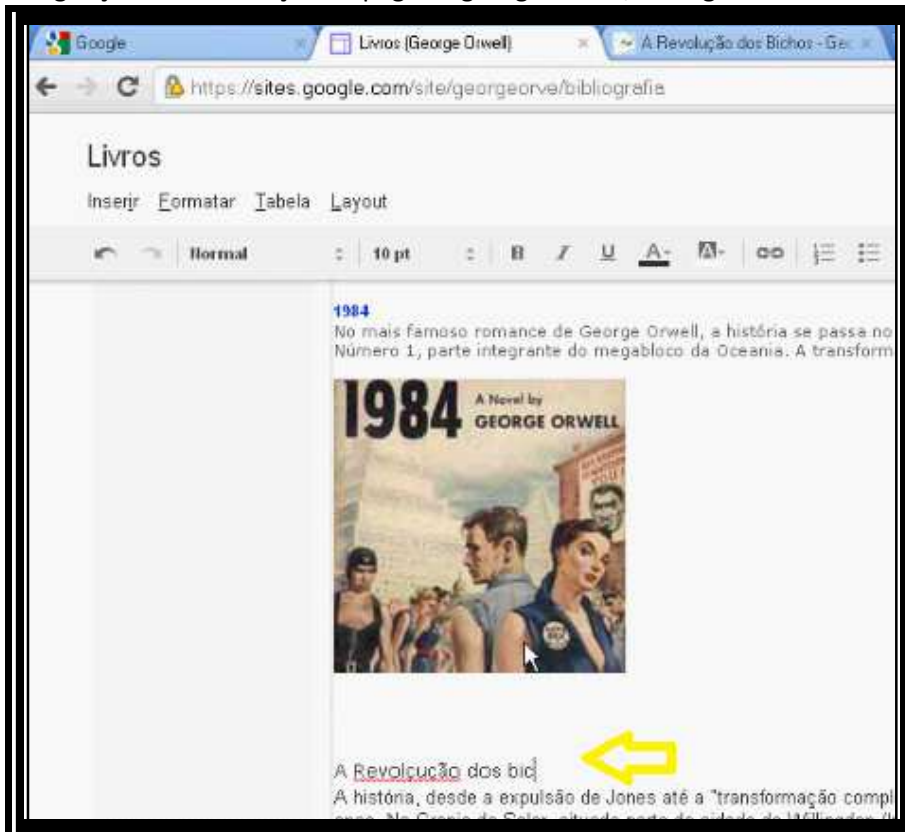 Google
Livros (George Orwell)
A Revolução dos Bichos - Geo
https://sites.google.com/site/georgeorve/bibliografia
Livros
Inserir Formatar Tabela Layout
Normal 10 pt B I U A A
1984
No mais famoso romance de George Orwell, a história se passa no
Número 1, parte integrante do megabloco da Oceania. A transform
1984 A Novel by
GEORGE ORWELL
A Revolcução dos bic
A história, desde a expulsão de Jones até a "transformação compl